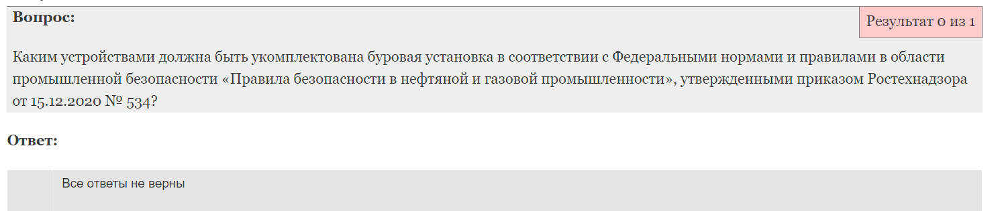 Вопрос:
Результат 0 из 1
Каким устройствами должна быть укомплектована буровая установка в соответствии с Федеральными нормами и правилами в области
промышленной безопасности «Правила безопасности в нефтяной и газовой промышленности», утвержденными приказом Ростехнадзора
от 15.12.2020 № 534?
Ответ:
Все ответы не верны